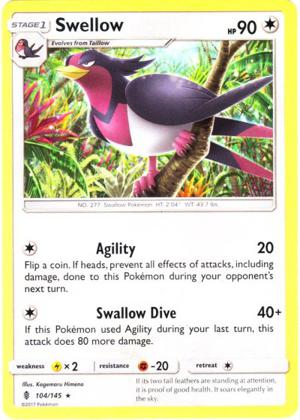 STAGE 1 Swellow HP 90
Evolves from Taillow
NO. 277 Swallow Pokémon HT: 2'04" WT: 43.7 lbs.
Agility 20
Flip a coin. If heads, prevent all effects of attacks, including
damage, done to this Pokémon during your opponent's
next turn.
Swallow Dive 40+
If this Pokémon used Agility during your last turn, this
attack does 80 more damage.
weakness ×2 resistance -20 retreat
Illus. Kagemaru Himeno
104/145 ★
©2017 Pokémon
If its two tail feathers are standing at attention,
it is proof of good health. It soars elegantly
in the sky.